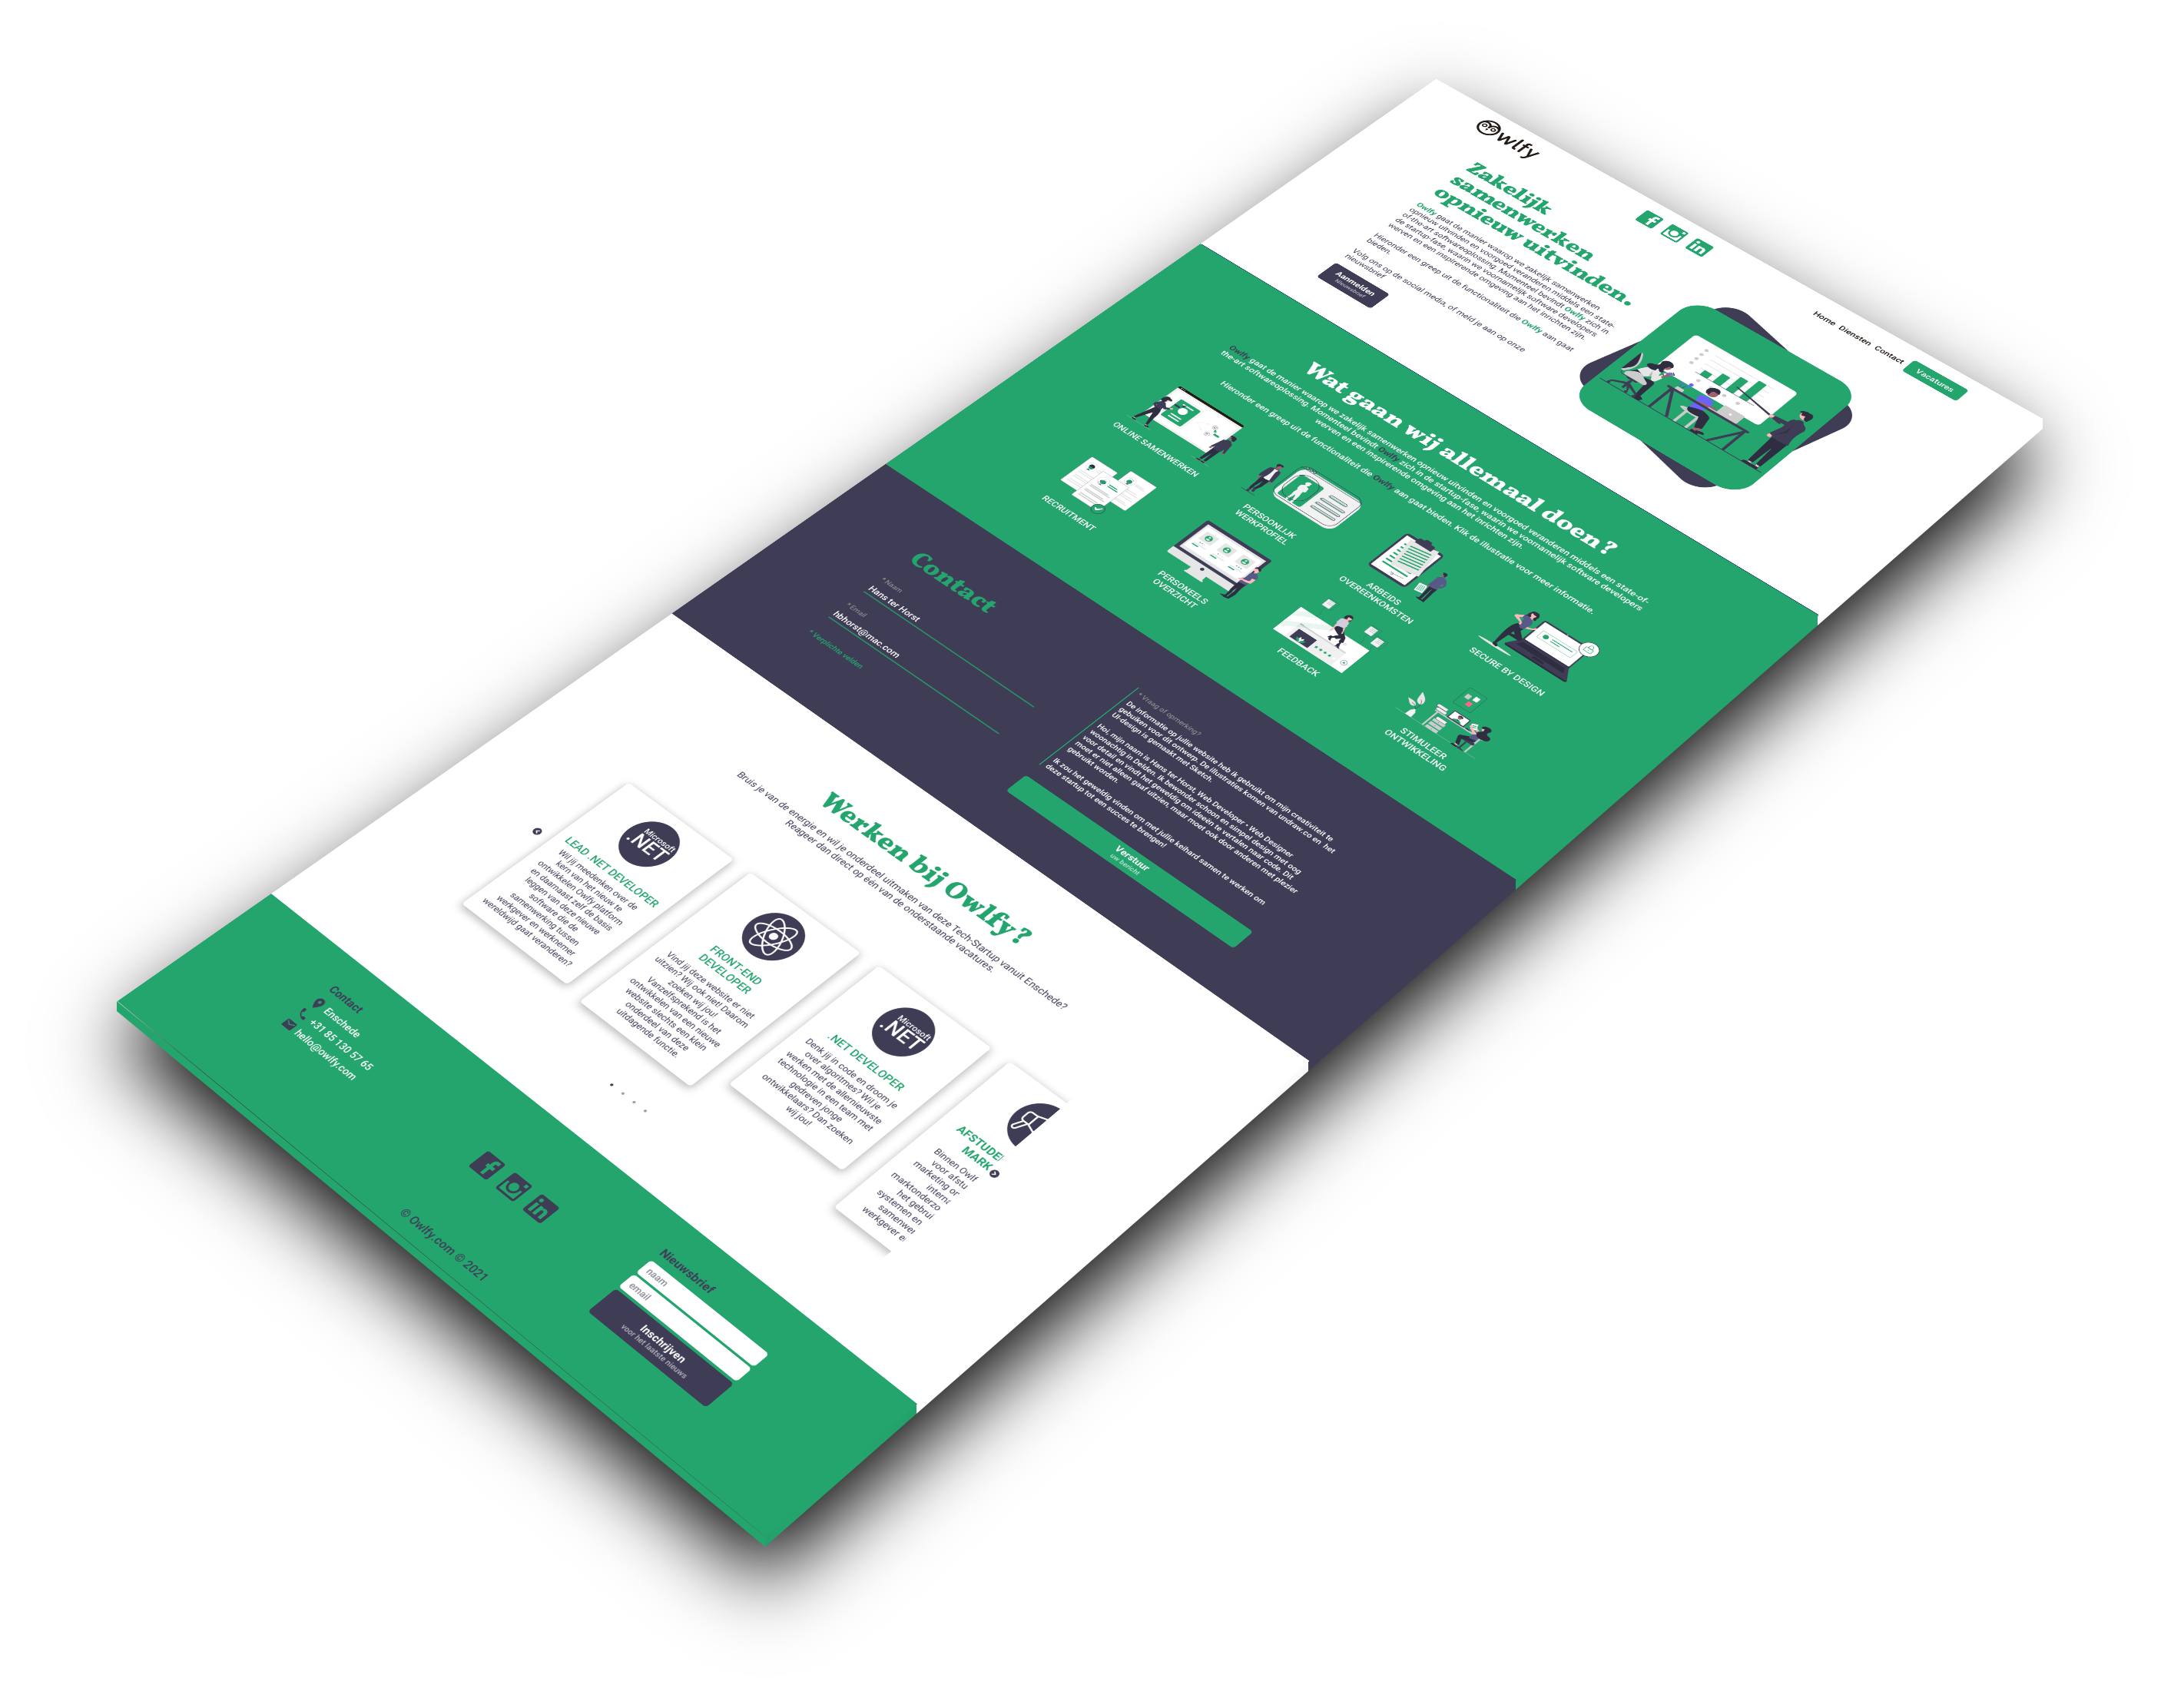 Owlfy
Home Diensten Contact Vacatures
Zakelijk
samenwerken
opnieuw uitvinden.
Owlfy gaat de manier waarop we zakelijk samenwerken
opnieuw uitvinden en voorgoed veranderen middels een state-
of-the-art softwareoplossing. Momenteel bevindt Owlfy zich in
de startup-fase, waarin we voornamelijk software developers
werven en een inspirerende omgeving aan het inrichten zijn.
Hieronder een greep uit de functionaliteit die Owlfy aan gaat
bieden.
Volg ons op de social media, of meld je aan op onze
nieuwsbrief
Aanmelden
Nieuwsbrief
Wat gaan wij allemaal doen?
Owlfy gaat de manier waarop we zakelijk samenwerken opnieuw uitvinden en voorgoed veranderen middels een state-of-
the-art softwareoplossing. Momenteel bevindt Owlfy zich in de startup-fase, waarin we voornamelijk software developers
werven en een inspirerende omgeving aan het inrichten zijn.
Hieronder een greep uit de functionaliteit die Owlfy aan gaat bieden. Klik de illustratie voor meer informatie.
ONLINE SAMENWERKEN
PERSOONLIJK
WERKPROFIEL
ARBEIDS
OVEREENKOMSTEN
SECURE BY DESIGN
RECRUITMENT
PERSONEELS
OVERZICHT
FEEDBACK
STIMULEER
ONTWIKKELING
Contact
* Naam
Hans ter Horst
* Email
hbhorst@mac.com
* Verplichte velden
* Vraag of opmerking?
De informatie op jullie website heb ik gebruikt om mijn creativiteit te
gebuiken voor dit ontwerp. De illustraties komen van undraw.co en het
UI-design is gemaakt met Sketch.
Hoi, mijn naam is Hans ter Horst, Web Developer • Web Designer
woonachtig in Delden. Ik bewonder schoon en simpel design met oog
voor detail en vindt het geweldig om ideeën te vertalen naar code. Dit
moet er niet alleen gaaf uitzien, maar moet ook door anderen met plezier
gebruikt worden.
Ik zou het geweldig vinden om met jullie keihard samen te werken om
deze startup tot een succes te brengen!
Verstuur
uw bericht
Werken bij Owlfy?
Bruis je van de energie en wil je onderdeel uitmaken van deze Tech-Startup vanuit Enschede?
Reageer dan direct op één van de onderstaande vacatures.
Microsoft
.NET
LEAD .NET DEVELOPER
Wil jij meedenken over de
kern van het nieuw te
ontwikkelen Owlfy platform
en daarnaast zelf de basis
leggen van deze nieuwe
software die de
samenwerking tussen
werkgever en werknemer
wereldwijd gaat veranderen?
FRONT-END
DEVELOPER
Vind jij deze website er niet
uitzien? Wij ook niet! Daarom
zoeken wij jou!
Vanzelfsprekend is het
ontwikkelen van een nieuwe
website slechts een klein
onderdeel van deze
uitdagende functie.
Microsoft
.NET
.NET DEVELOPER
Denk jij in code en droom je
over algoritmes? Wil je
werken met de allernieuwste
technologie in een team met
gedreven jonge
ontwikkelaars? Dan zoeken
wij jou!
AFSTUDE
MARK
Binnen Owlf
voor afstu
marketing or
interna
marktonderzo
het gebrui
systemen en
samenwer
werkgever e
Contact
Enschede
+31 85 130 57 65
hello@owlfy.com
© Owlfy.com © 2021
Nieuwsbrief
naam
email
Inschrijven
voor het laatste nieuws